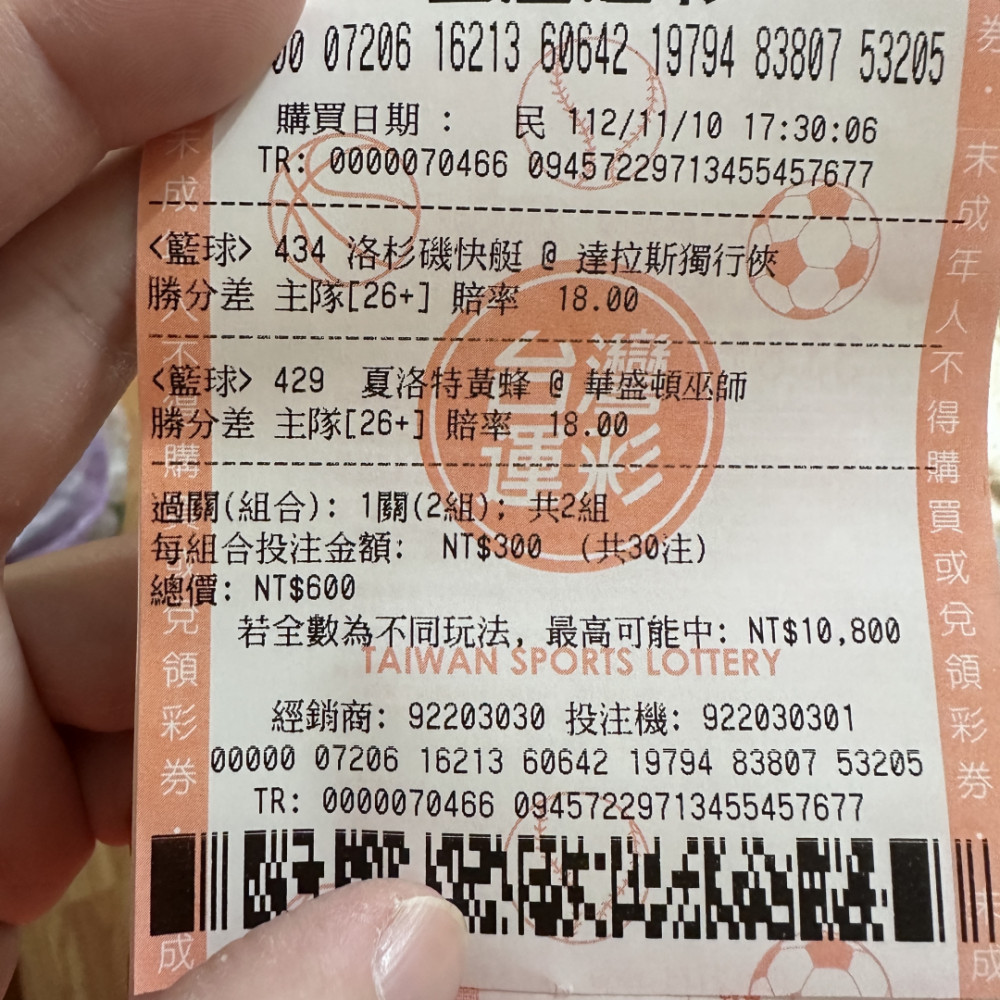 00 07206 16213 60642 19794 83807 53205
購買日期 : 民 112/11/10 17:30:06
TR: 0000070466 09457229713455457677
<籃球> 434 洛杉磯快艇 @ 達拉斯獨行俠
勝分差 主隊[26+] 賠率 18.00
<籃球> 429 夏洛特黃蜂 @ 華盛頓巫師
勝分差 主隊[26+] 賠率 18.00
台灣運彩
過關(組合): 1關(2組); 共2組
每組合投注金額: NT$300 (共30注)
總價: NT$600
若全數為不同玩法, 最高可能中: NT$10,800
TAIWAN SPORTS LOTTERY
經銷商: 92203030 投注機: 922030301
00000 07206 16213 60642 19794 83807 53205
TR: 0000070466 09457229713455457677
券.未成年人不得購買或兌領彩券.未成